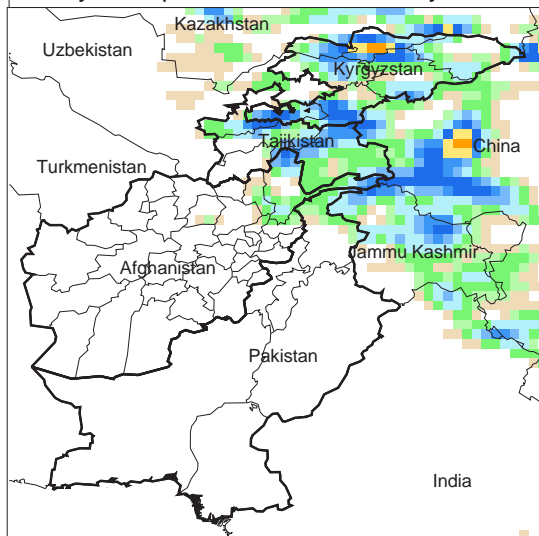 Kazakhstan
Uzbekistan
Kyrgyzstan
Tajikistan
China
Turkmenistan
Jammu Kashmir
Afghanistan
Pakistan
India